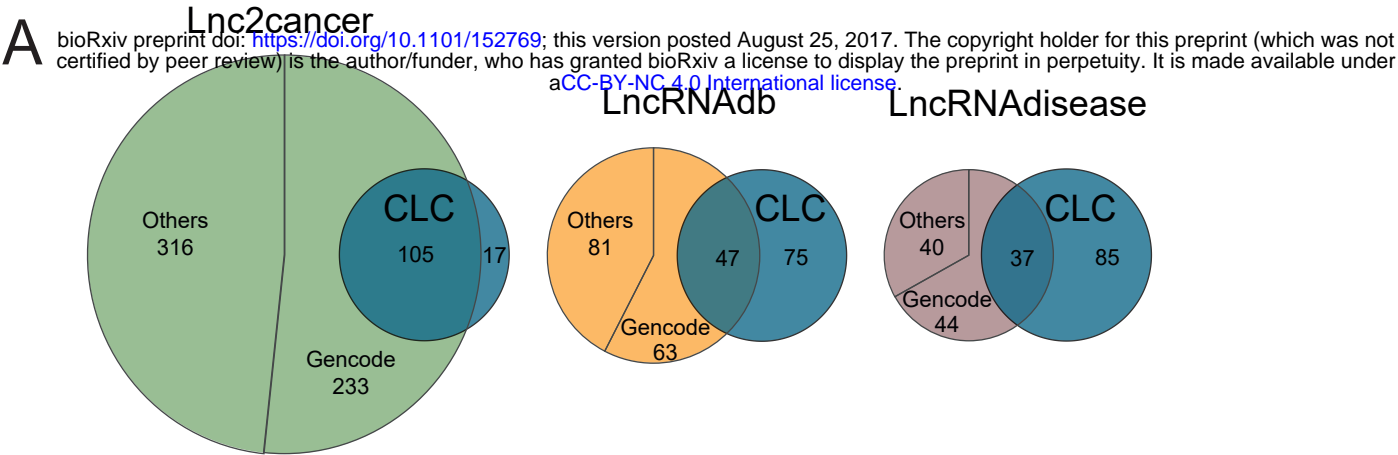 A
Lnc2cancer
bioRxiv preprint doi: https://doi.org/10.1101/152769; this version posted August 25, 2017. The copyright holder for this preprint (which was not
certified by peer review) is the author/funder, who has granted bioRxiv a license to display the preprint in perpetuity. It is made available under
aCC-BY-NC 4.0 International license.
LncRNAdb
LncRNAdisease
Others
316
CLC
105
17
Gencode
233
Others
81
CLC
47
75
Gencode
63
Others
40
CLC
37
85
Gencode
44